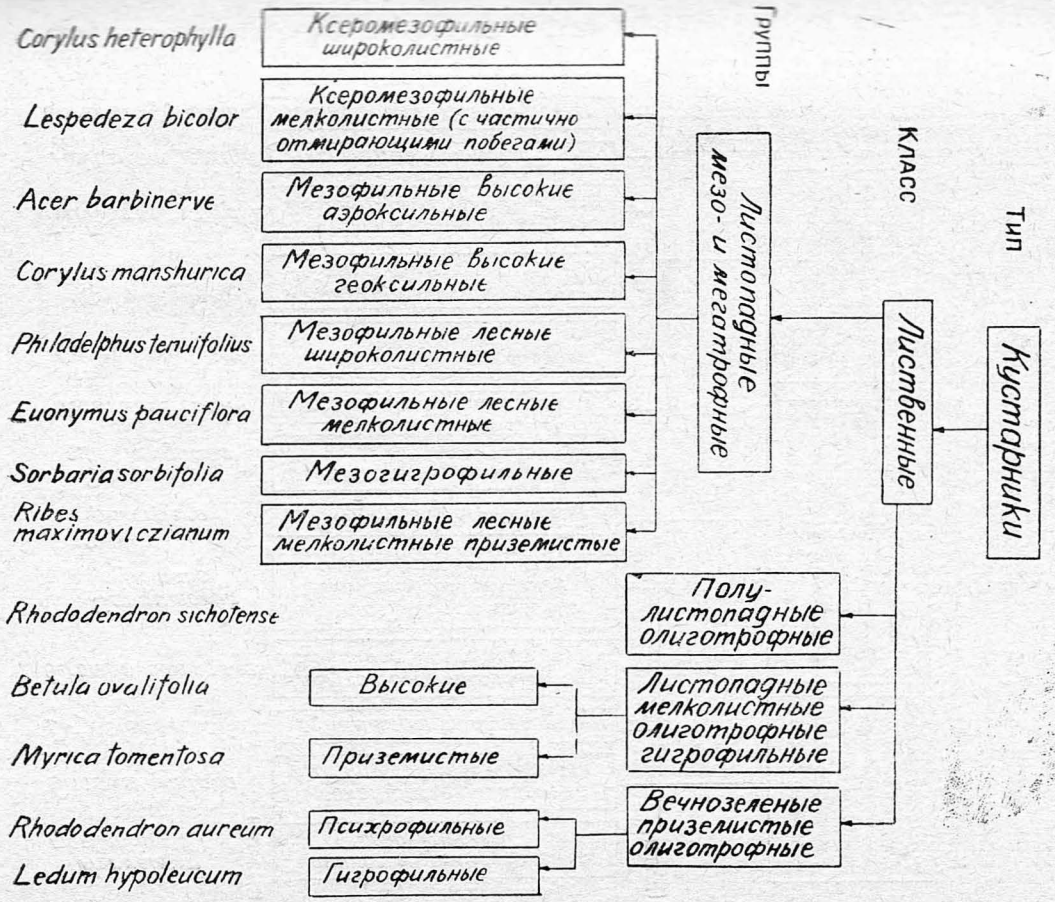 Тип
Класс
Группы
Кустарники
Лиственные
Листопадные
мезо- и мегатрофные
Corylus heterophylla
Ксеромезофильные
широколистные
Lespedeza bicolor
Ксеромезофильные
мелколистные (с частично
отмирающими побегами)
Acer barbinerve
Мезофильные высокие
аэроксильные
Corylus manshurica
Мезофильные высокие
геоксильные
Philadelphus tenuifolius
Мезофильные лесные
широколистные
Euonymus pauciflora
Мезофильные лесные
мелколистные
Sorbaria sorbifolia
Мезогигрофильные
Ribes
maximoviczianum
Мезофильные лесные
мелколистные приземистые
Rhododendron sichotense
Полу-
листопадные
олиготрофные
Betula ovalifolia
Высокие
Листопадные
мелколистные
олиготрофные
гигрофильные
Myrica tomentosa
Приземистые
Rhododendron aureum
Психрофильные
Вечнозеленые
приземистые
олиготрофные
Ledum hypoleucum
Гигрофильные